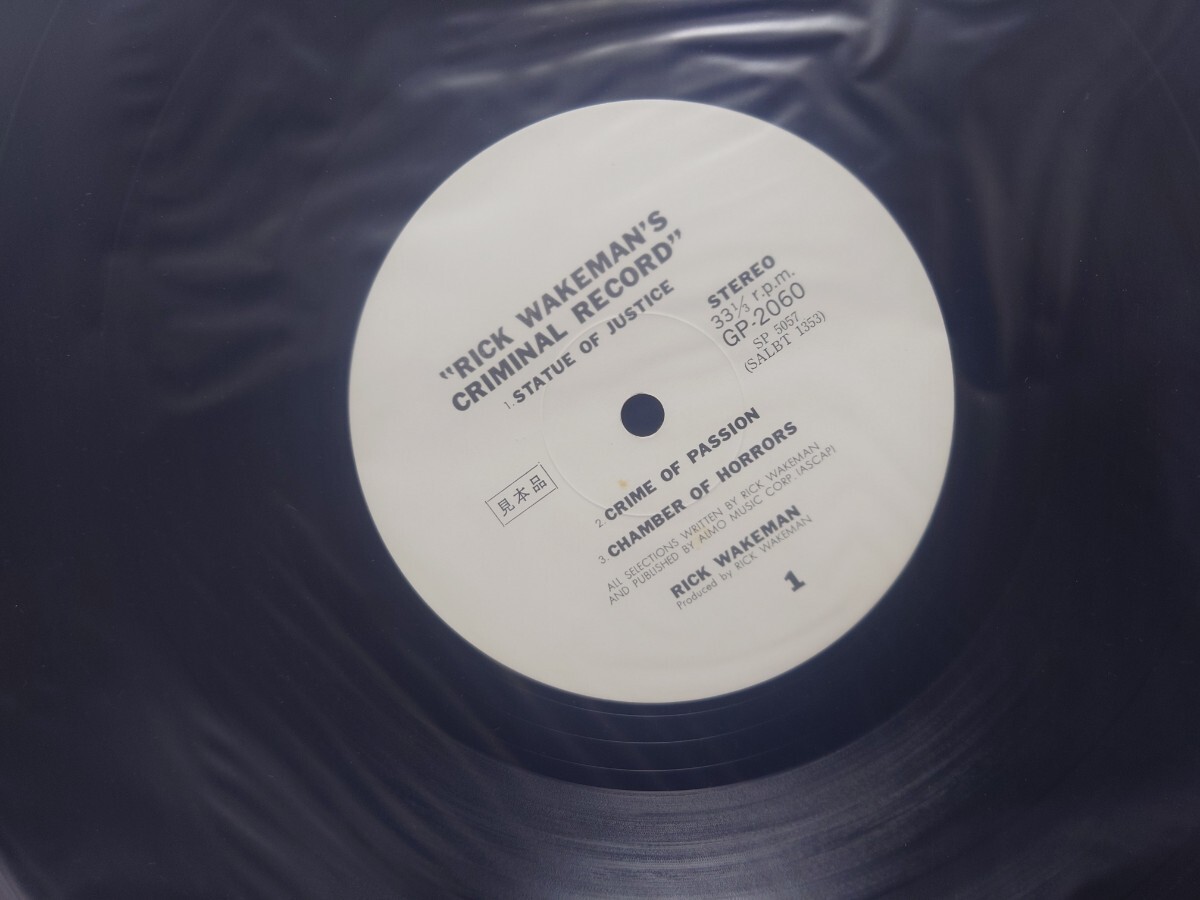 "RICK WAKEMAN'S
CRIMINAL RECORD"
1. STATUE OF JUSTICE
STEREO
33⅓ r.p.m.
GP-2060
SP 5057
(SALBT 1353)
見本品
2. CRIME OF PASSION
3. CHAMBER OF HORRORS
ALL SELECTIONS WRITTEN BY RICK WAKEMAN
AND PUBLISHED BY AIMO MUSIC CORP. (ASCAP)
RICK WAKEMAN
Produced by RICK WAKEMAN
1